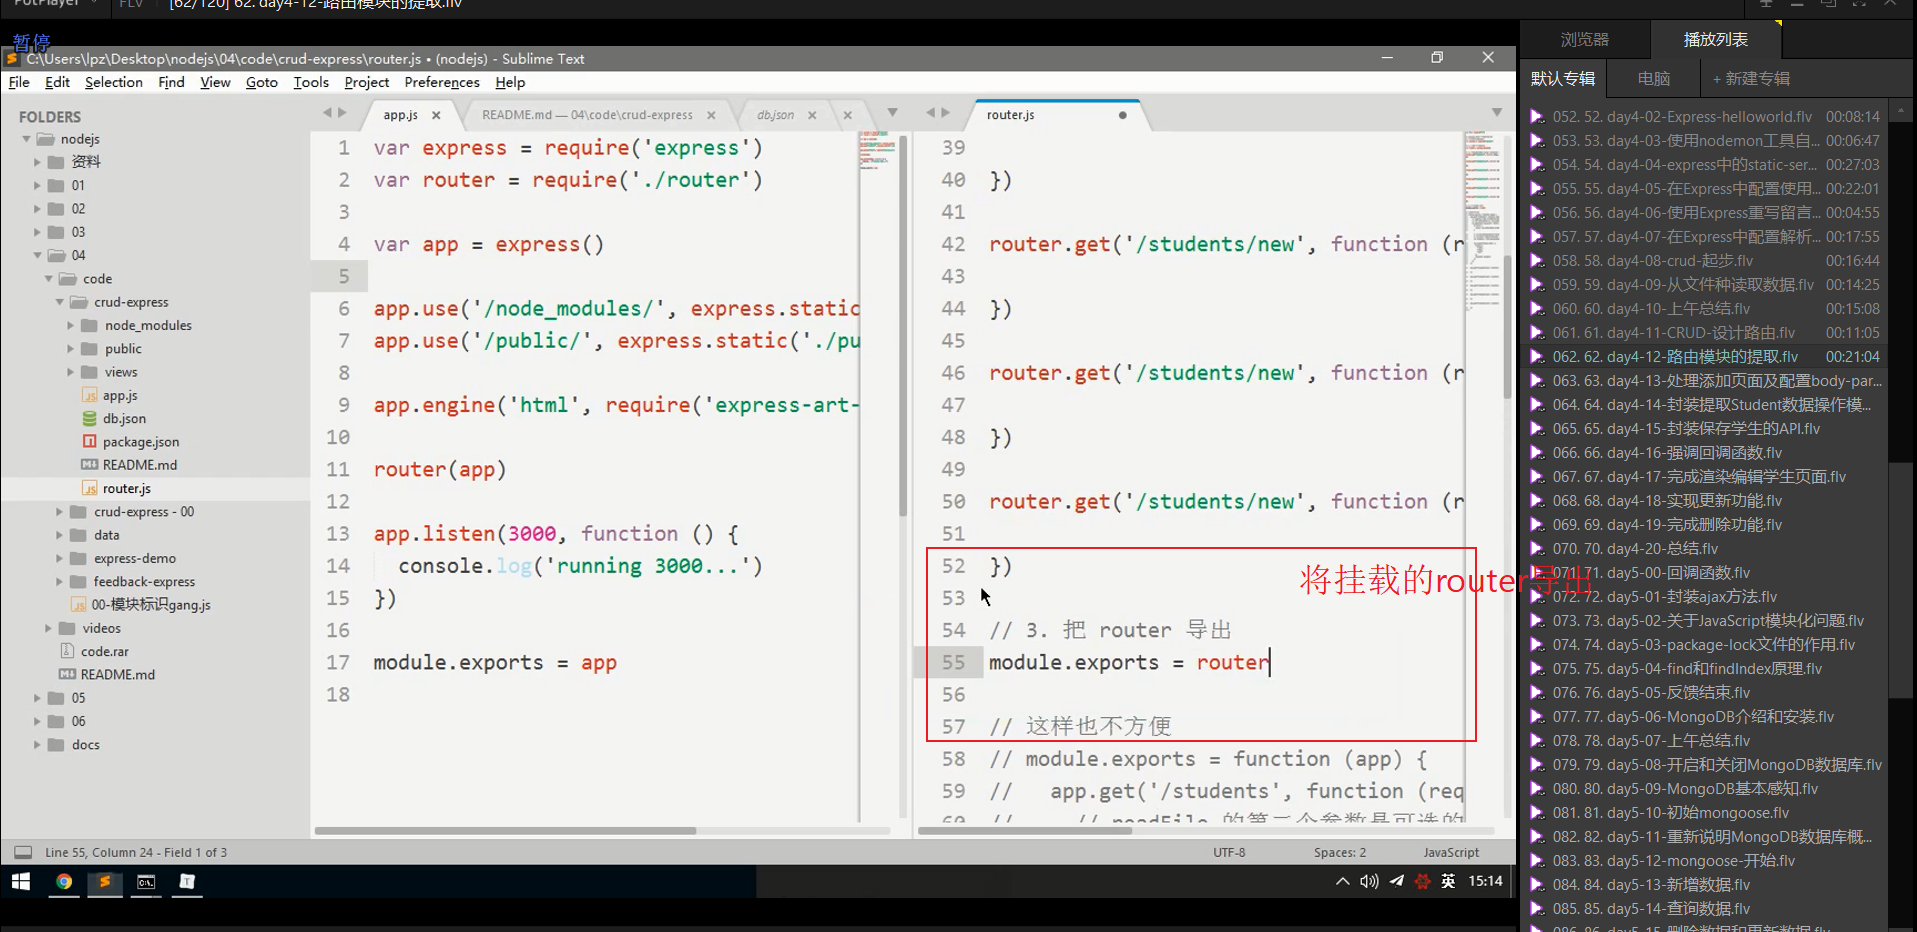 PotPlayer FLV [62/120] 62. day4-12-路由模块的提取.flv
暂停
C:\Users\lpz\Desktop\nodejs\04\code\crud-express\router.js • (nodejs) - Sublime Text
File Edit Selection Find View Goto Tools Project Preferences Help
FOLDERS
nodejs
资料
01
02
03
04
code
crud-express
node_modules
public
views
app.js
db.json
package.json
README.md
router.js
crud-express - 00
data
express-demo
feedback-express
00-模块标识gang.js
videos
code.rar
README.md
05
06
docs
app.js README.md — 04\code\crud-express db.json
1 var express = require('express')
2 var router = require('./router')
3
4 var app = express()
5
6 app.use('/node_modules/', express.static
7 app.use('/public/', express.static('./pu
8
9 app.engine('html', require('express-art-
10
11 router(app)
12
13 app.listen(3000, function () {
14 console.log('running 3000...')
15 })
16
17 module.exports = app
18
router.js
39
40 })
41
42 router.get('/students/new', function (r
43
44 })
45
46 router.get('/students/new', function (r
47
48 })
49
50 router.get('/students/new', function (r
51
52 })
53
54 // 3. 把 router 导出
55 module.exports = router
56
57 // 这样也不方便
58 // module.exports = function (app) {
59 // app.get('/students', function (req
60 // // readFile 的第二个参数是可选的
将挂载的router导出
Line 55, Column 24 - Field 1 of 3 UTF-8 Spaces: 2 JavaScript
英 15:14
浏览器 播放列表
默认专辑 电脑 + 新建专辑
052. 52. day4-02-Express-helloworld.flv 00:08:14
053. 53. day4-03-使用nodemon工具自... 00:06:47
054. 54. day4-04-express中的static-ser... 00:27:03
055. 55. day4-05-在Express中配置使用... 00:22:01
056. 56. day4-06-使用Express重写留言... 00:04:55
057. 57. day4-07-在Express中配置解析... 00:17:55
058. 58. day4-08-crud-起步.flv 00:16:44
059. 59. day4-09-从文件种读取数据.flv 00:14:25
060. 60. day4-10-上午总结.flv 00:15:08
061. 61. day4-11-CRUD-设计路由.flv 00:11:05
062. 62. day4-12-路由模块的提取.flv 00:21:04
063. 63. day4-13-处理添加页面及配置body-par...
064. 64. day4-14-封装提取Student数据操作模...
065. 65. day4-15-封装保存学生的API.flv
066. 66. day4-16-强调回调函数.flv
067. 67. day4-17-完成渲染编辑学生页面.flv
068. 68. day4-18-实现更新功能.flv
069. 69. day4-19-完成删除功能.flv
070. 70. day4-20-总结.flv
071. 71. day5-00-回调函数.flv
072. 72. day5-01-封装ajax方法.flv
073. 73. day5-02-关于JavaScript模块化问题.flv
074. 74. day5-03-package-lock文件的作用.flv
075. 75. day5-04-find和findIndex原理.flv
076. 76. day5-05-反馈结束.flv
077. 77. day5-06-MongoDB介绍和安装.flv
078. 78. day5-07-上午总结.flv
079. 79. day5-08-开启和关闭MongoDB数据库.flv
080. 80. day5-09-MongoDB基本感知.flv
081. 81. day5-10-初始mongoose.flv
082. 82. day5-11-重新说明MongoDB数据库概...
083. 83. day5-12-mongoose-开始.flv
084. 84. day5-13-新增数据.flv
085. 85. day5-14-查询数据.flv
086. 86. day5-15-删除数据和更新数据.flv